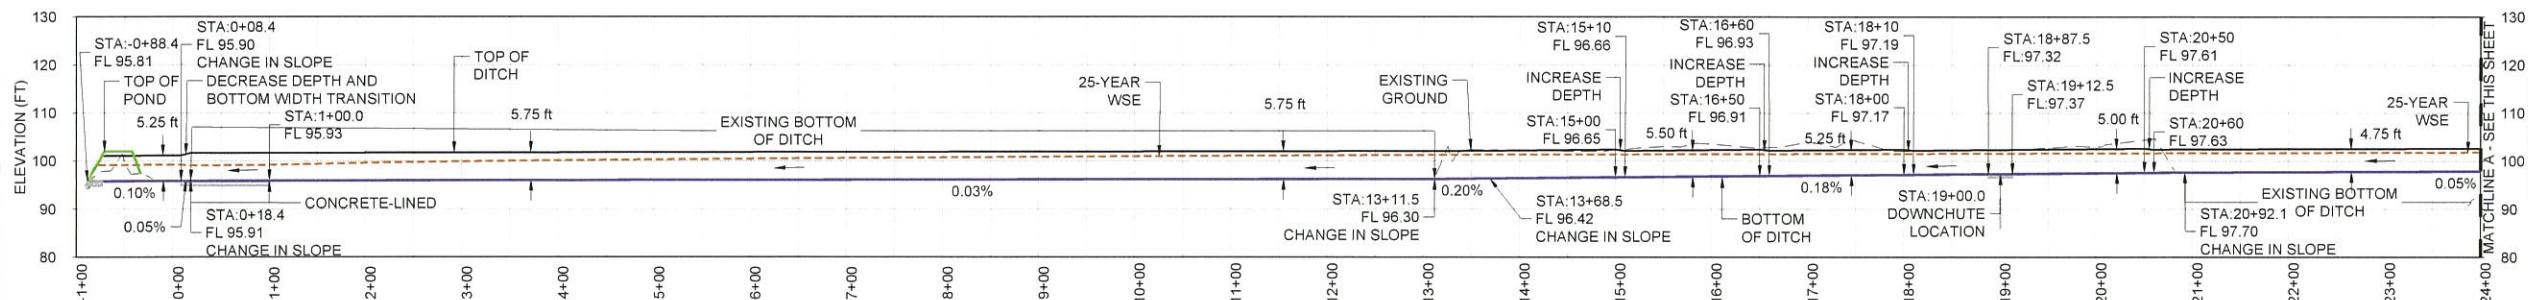 130
120
110
100
90
80
ELEVATION (FT)
STA:-0+88.4
FL 95.81
TOP OF
POND
5.25 ft
0.10%
0.05%
STA:0+08.4
FL 95.90
CHANGE IN SLOPE
DECREASE DEPTH AND
BOTTOM WIDTH TRANSITION
STA:1+00.0
FL 95.93
CONCRETE-LINED
STA:0+18.4
FL 95.91
CHANGE IN SLOPE
TOP OF
DITCH
5.75 ft
EXISTING BOTTOM
OF DITCH
0.03%
25-YEAR
WSE
5.75 ft
EXISTING
GROUND
STA:13+11.5
FL 96.30
CHANGE IN SLOPE
0.20%
STA:13+68.5
FL 96.42
CHANGE IN SLOPE
STA:15+10
FL 96.66
INCREASE
DEPTH
STA:15+00
FL 96.65
5.50 ft
STA:16+60
FL 96.93
INCREASE
DEPTH
STA:16+50
FL 96.91
BOTTOM
OF DITCH
5.25 ft
0.18%
STA:18+10
FL 97.19
INCREASE
DEPTH
STA:18+00
FL 97.17
STA:18+87.5
FL:97.32
STA:19+12.5
FL:97.37
STA:19+00.0
DOWNCHUTE
LOCATION
5.00 ft
STA:20+50
FL 97.61
INCREASE
DEPTH
STA:20+60
FL 97.63
STA:20+92.1
FL 97.70
CHANGE IN SLOPE
EXISTING BOTTOM
OF DITCH
4.75 ft
25-YEAR
WSE
0.05%
MATCHLINE A - SEE THIS SHEET
130
120
110
100
90
80
-1+00
0+00
1+00
2+00
3+00
4+00
5+00
6+00
7+00
8+00
9+00
10+00
11+00
12+00
13+00
14+00
15+00
16+00
17+00
18+00
19+00
20+00
21+00
22+00
23+00
24+00